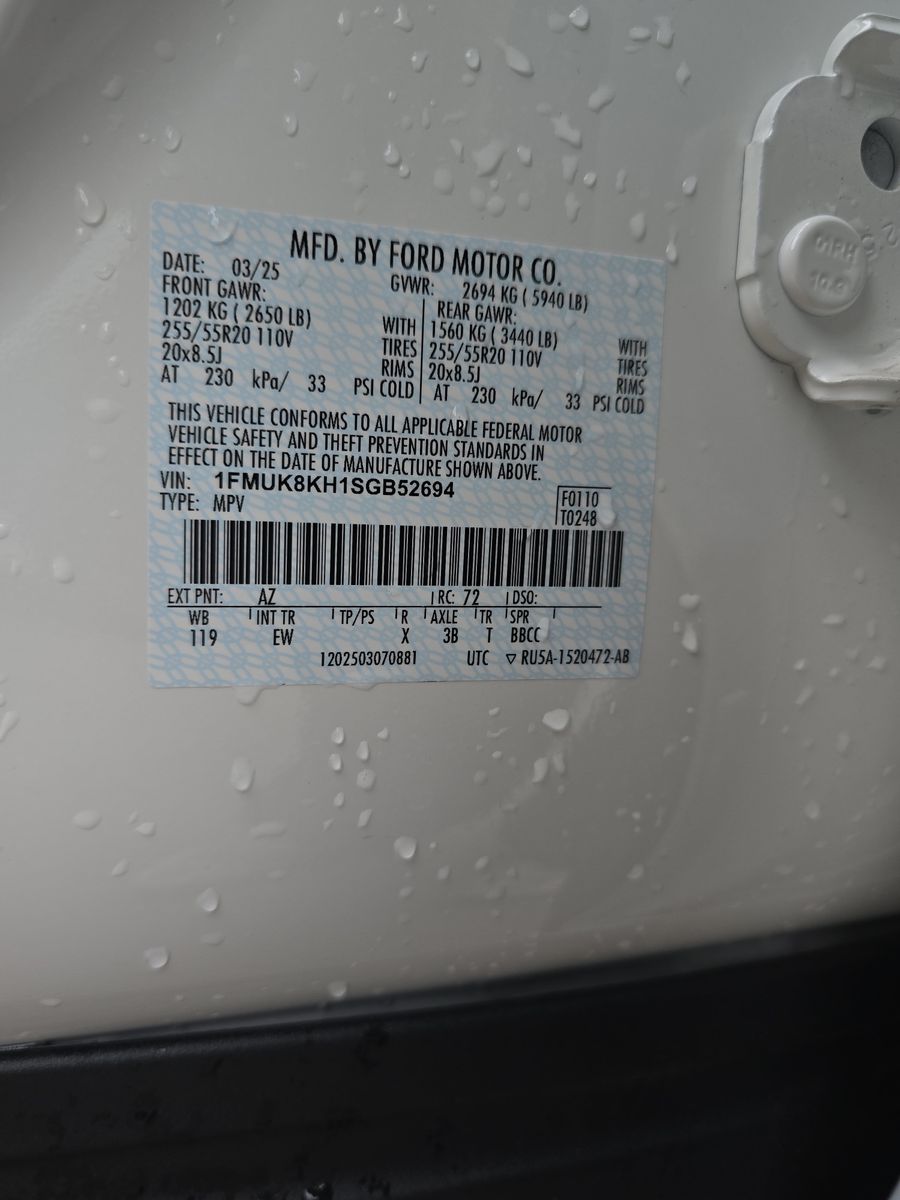 MFD. BY FORD MOTOR CO.
DATE: 03/25
GVWR: 2694 KG ( 5940 LB)
FRONT GAWR:
1202 KG ( 2650 LB)
255/55R20 110V
20x8.5J
WITH
TIRES
RIMS
AT 230 kPa/ 33 PSI COLD
REAR GAWR:
1560 KG ( 3440 LB)
255/55R20 110V
20x8.5J
WITH
TIRES
RIMS
AT 230 kPa/ 33 PSI COLD
THIS VEHICLE CONFORMS TO ALL APPLICABLE FEDERAL MOTOR
VEHICLE SAFETY AND THEFT PREVENTION STANDARDS IN
EFFECT ON THE DATE OF MANUFACTURE SHOWN ABOVE.
VIN: 1FMUK8KH1SGB52694
TYPE: MPV
F0110
T0248
EXT PNT: AZ RC: 72 DSO:
WB INT TR TP/PS R AXLE TR SPR
119 EW X 3B T BBCC
1202503070881 UTC ▽ RU5A-1520472-AB
10.9